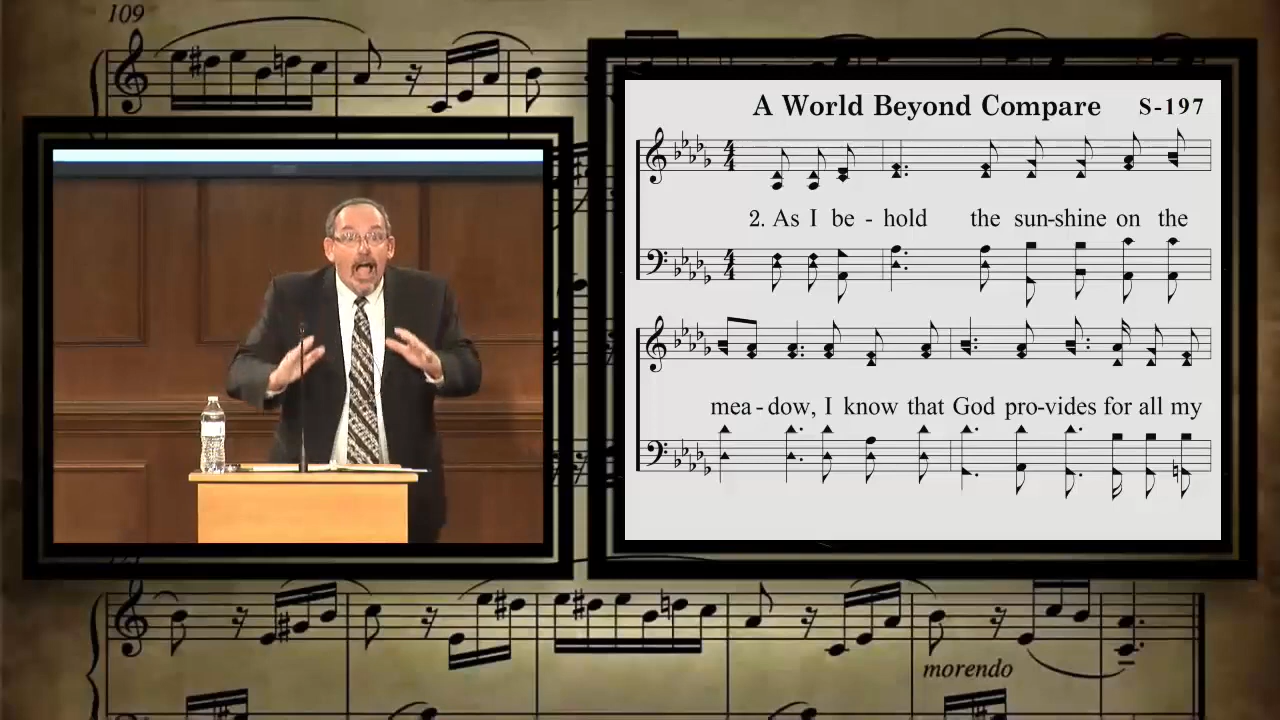 109
A World Beyond Compare S-197
2. As I be - hold the sun-shine on the
mea - dow, I know that God pro-vides for all my
morendo